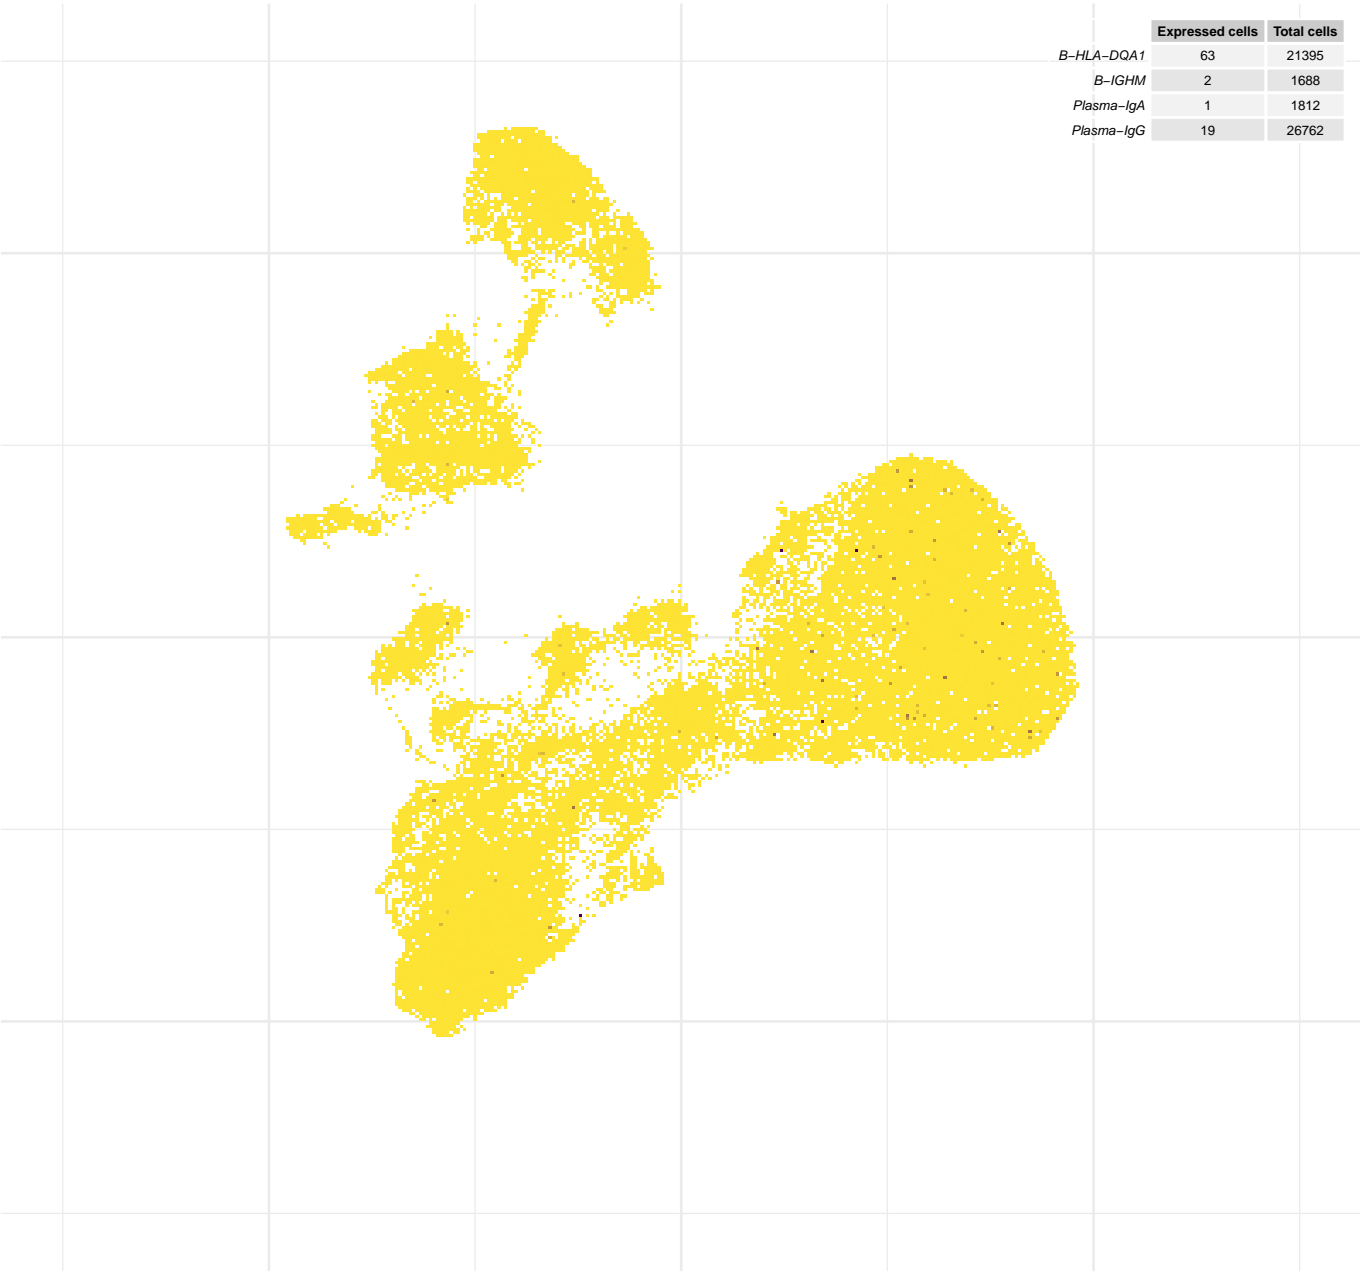 Expressed cells Total cells
B−HLA−DQA1 63 21395
B−IGHM 2 1688
Plasma−IgA 1 1812
Plasma−IgG 19 26762